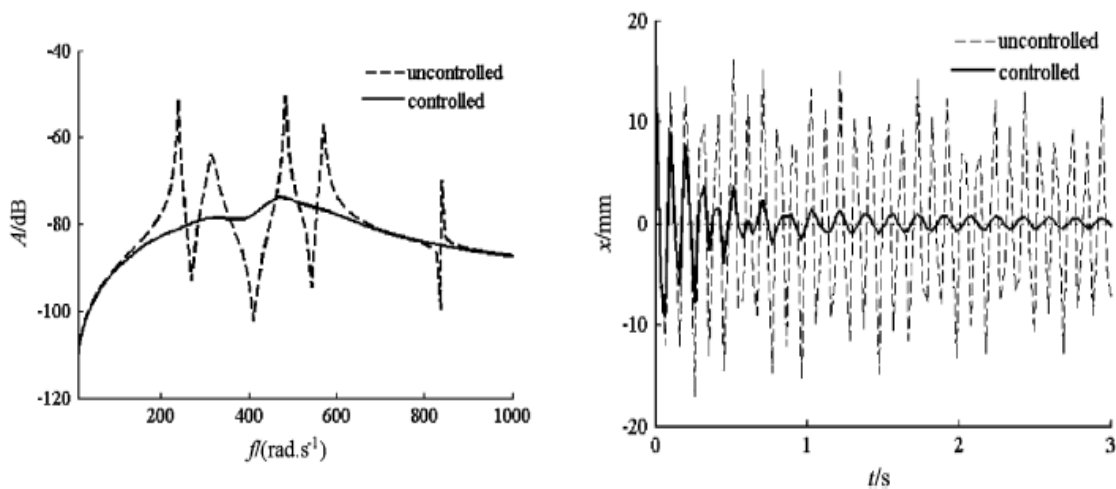 -40
-60
-80
-100
-120
A/dB
uncontrolled
controlled
200 400 600 800 1000
f/(rad.s-1)
20
10
0
-10
-20
x/mm
uncontrolled
controlled
0 1 2 3
t/s